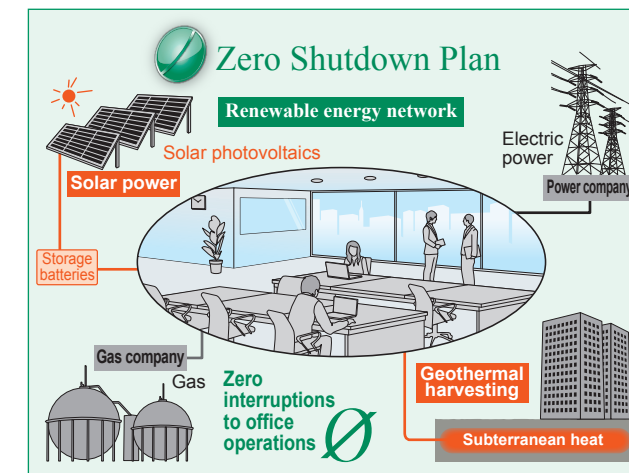 Zero Shutdown Plan
Renewable energy network
Solar photovoltaics
Solar power
Electric
power
Power company
Storage
batteries
Gas company
Gas
Zero
interruptions
to office
operations
Geothermal
harvesting
Subterranean heat